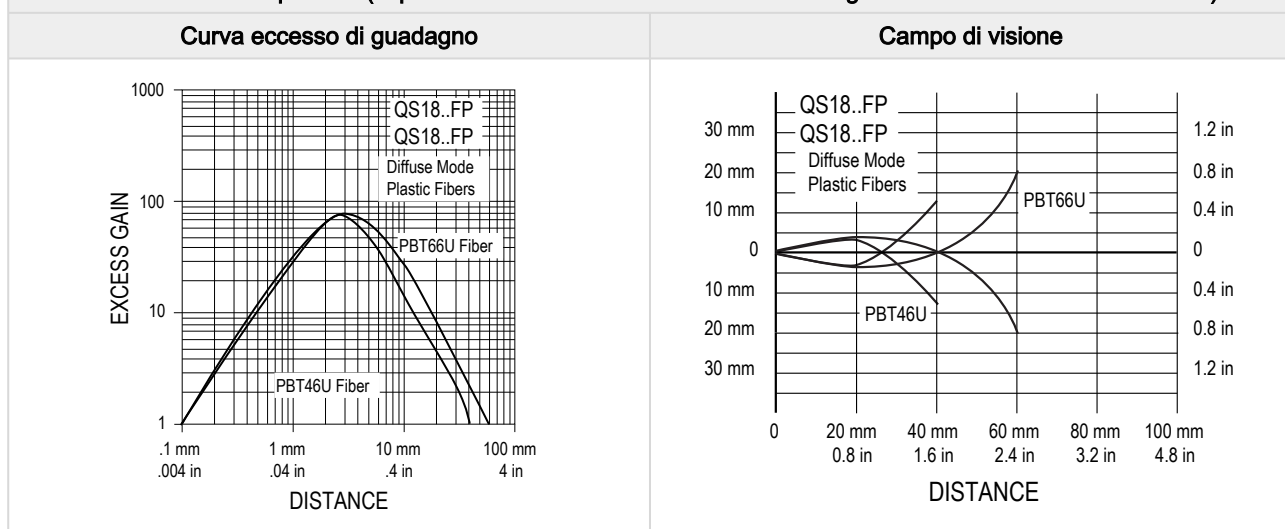 Curva eccesso di guadagno
Campo di visione
1000
100
10
1
EXCESS GAIN
QS18..FP
QS18..FP
Diffuse Mode
Plastic Fibers
PBT66U Fiber
PBT46U Fiber
.1 mm 1 mm 10 mm 100 mm
.004 in .04 in .4 in 4 in
DISTANCE
QS18..FP
QS18..FP
Diffuse Mode
Plastic Fibers
PBT66U
PBT46U
30 mm 1.2 in
20 mm 0.8 in
10 mm 0.4 in
0 0
10 mm 0.4 in
20 mm 0.8 in
30 mm 1.2 in
0 20 mm 40 mm 60 mm 80 mm 100 mm
0.8 in 1.6 in 2.4 in 3.2 in 4.8 in
DISTANCE